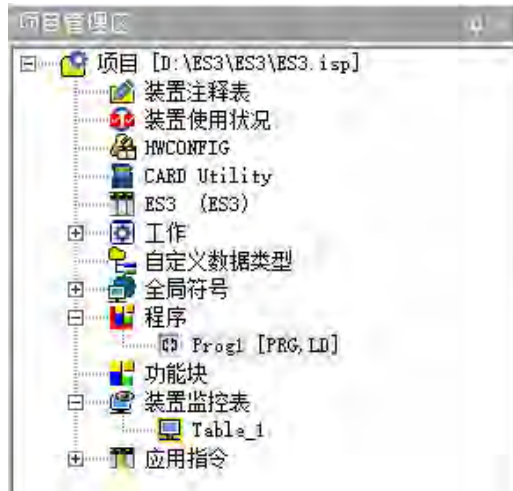 项目管理区
项目 [D:\ES3\ES3\ES3.isp]
装置注释表
装置使用状况
HWCONFIG
CARD Utility
ES3 (ES3)
工作
自定义数据类型
全局符号
程序
Prog1 [PRG,LD]
功能块
装置监控表
Table_1
应用指令